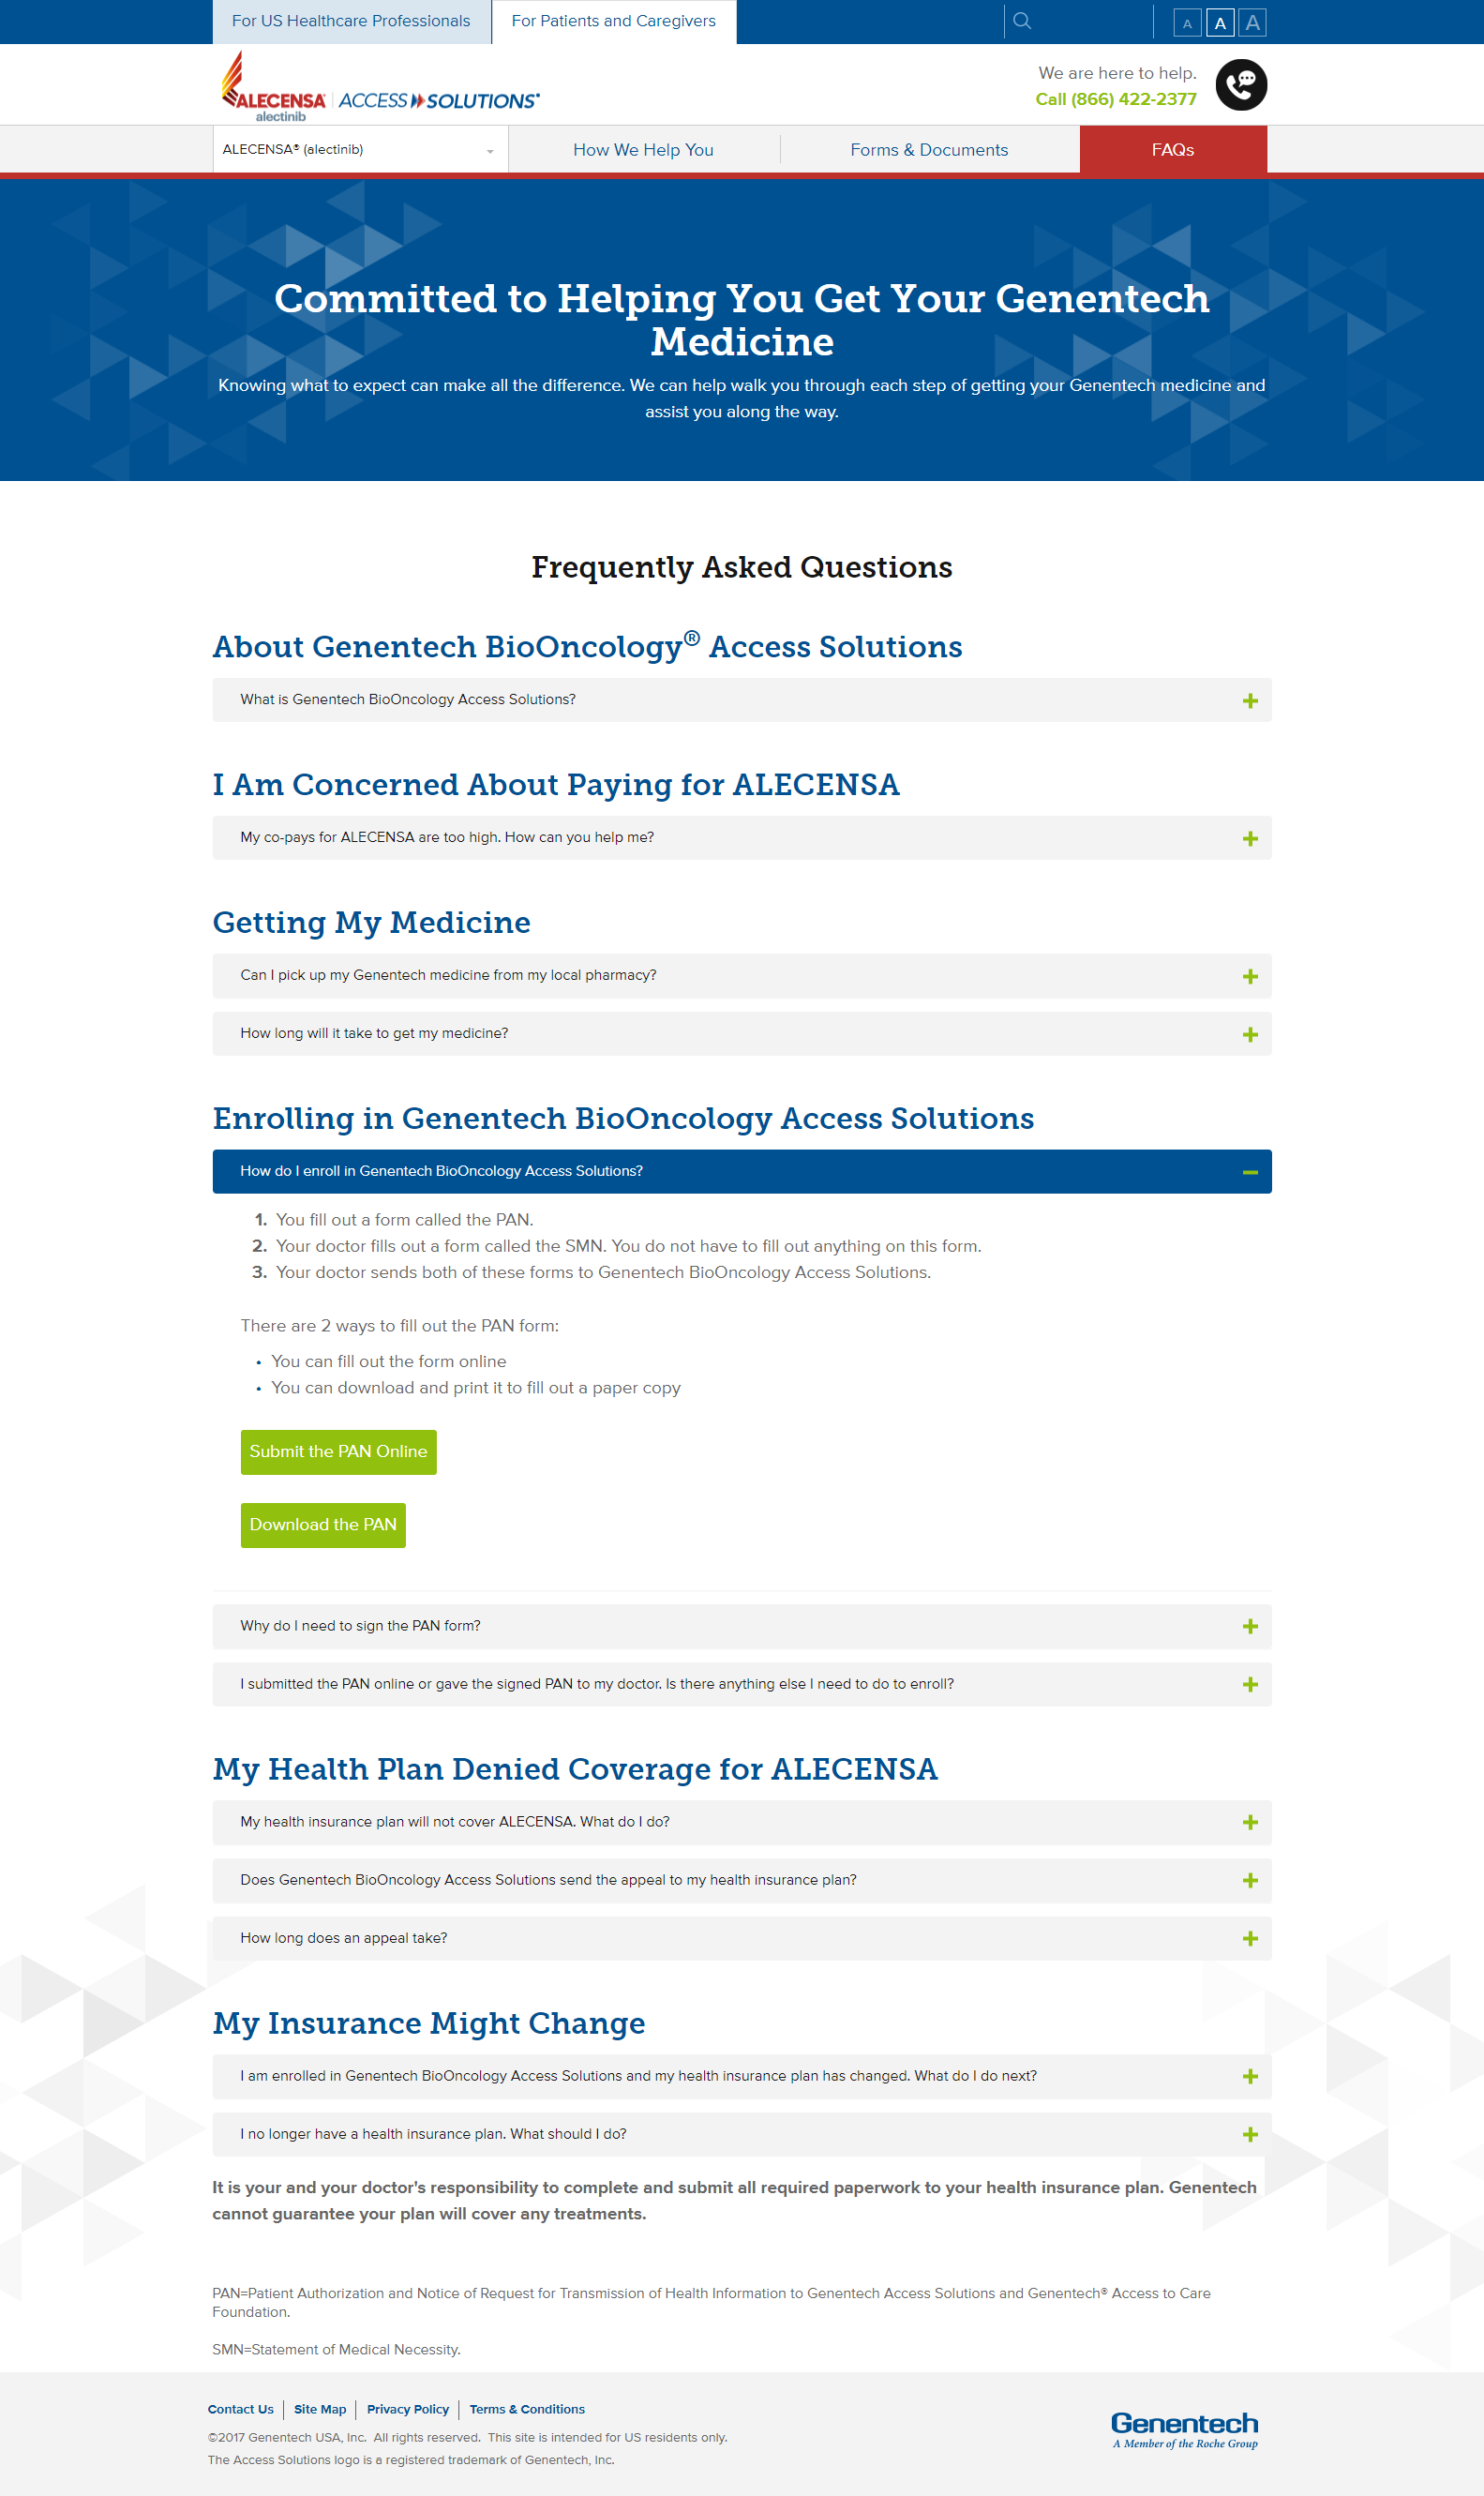 For US Healthcare Professionals
For Patients and Caregivers
A A A
ALECENSA® | ACCESS SOLUTIONS®
alectinib
We are here to help.
Call (866) 422-2377
ALECENSA® (alectinib)
How We Help You
Forms & Documents
FAQs
Committed to Helping You Get Your Genentech
Medicine
Knowing what to expect can make all the difference. We can help walk you through each step of getting your Genentech medicine and
assist you along the way.
Frequently Asked Questions
About Genentech BioOncology® Access Solutions
What is Genentech BioOncology Access Solutions?
I Am Concerned About Paying for ALECENSA
My co-pays for ALECENSA are too high. How can you help me?
Getting My Medicine
Can I pick up my Genentech medicine from my local pharmacy?
How long will it take to get my medicine?
Enrolling in Genentech BioOncology Access Solutions
How do I enroll in Genentech BioOncology Access Solutions?
1. You fill out a form called the PAN.
2. Your doctor fills out a form called the SMN. You do not have to fill out anything on this form.
3. Your doctor sends both of these forms to Genentech BioOncology Access Solutions.
There are 2 ways to fill out the PAN form:
• You can fill out the form online
• You can download and print it to fill out a paper copy
Submit the PAN Online
Download the PAN
Why do I need to sign the PAN form?
I submitted the PAN online or gave the signed PAN to my doctor. Is there anything else I need to do to enroll?
My Health Plan Denied Coverage for ALECENSA
My health insurance plan will not cover ALECENSA. What do I do?
Does Genentech BioOncology Access Solutions send the appeal to my health insurance plan?
How long does an appeal take?
My Insurance Might Change
I am enrolled in Genentech BioOncology Access Solutions and my health insurance plan has changed. What do I do next?
I no longer have a health insurance plan. What should I do?
It is your and your doctor's responsibility to complete and submit all required paperwork to your health insurance plan. Genentech
cannot guarantee your plan will cover any treatments.
PAN=Patient Authorization and Notice of Request for Transmission of Health Information to Genentech Access Solutions and Genentech® Access to Care
Foundation.
SMN=Statement of Medical Necessity.
Contact Us | Site Map | Privacy Policy | Terms & Conditions
©2017 Genentech USA, Inc. All rights reserved. This site is intended for US residents only.
The Access Solutions logo is a registered trademark of Genentech, Inc.
Genentech
A Member of the Roche Group